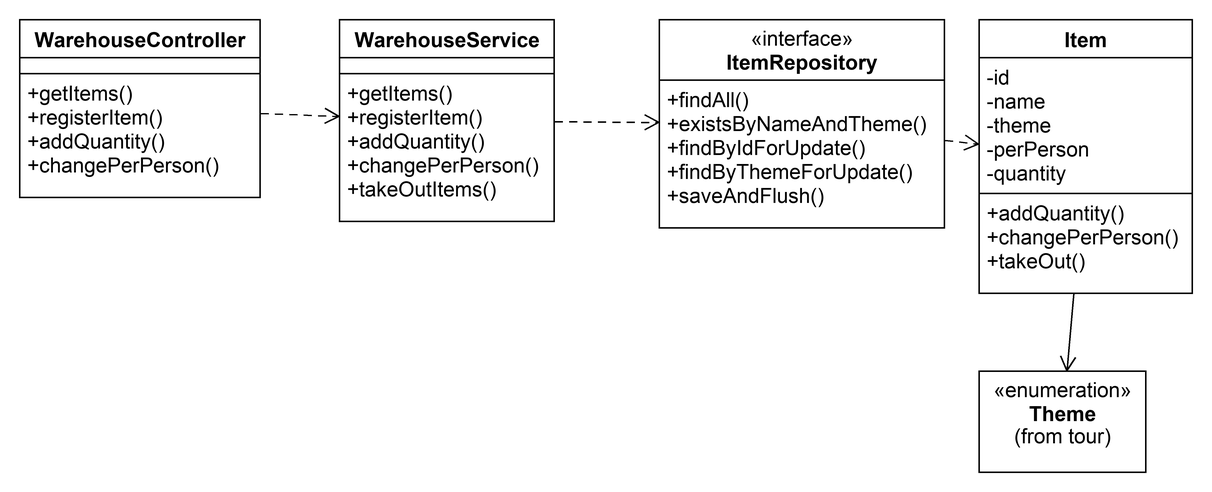 WarehouseController
+getItems()
+registerItem()
+addQuantity()
+changePerPerson()
WarehouseService
+getItems()
+registerItem()
+addQuantity()
+changePerPerson()
+takeOutItems()
«interface»
ItemRepository
+findAll()
+existsByNameAndTheme()
+findByIdForUpdate()
+findByThemeForUpdate()
+saveAndFlush()
Item
-id
-name
-theme
-perPerson
-quantity
+addQuantity()
+changePerPerson()
+takeOut()
«enumeration»
Theme
(from tour)